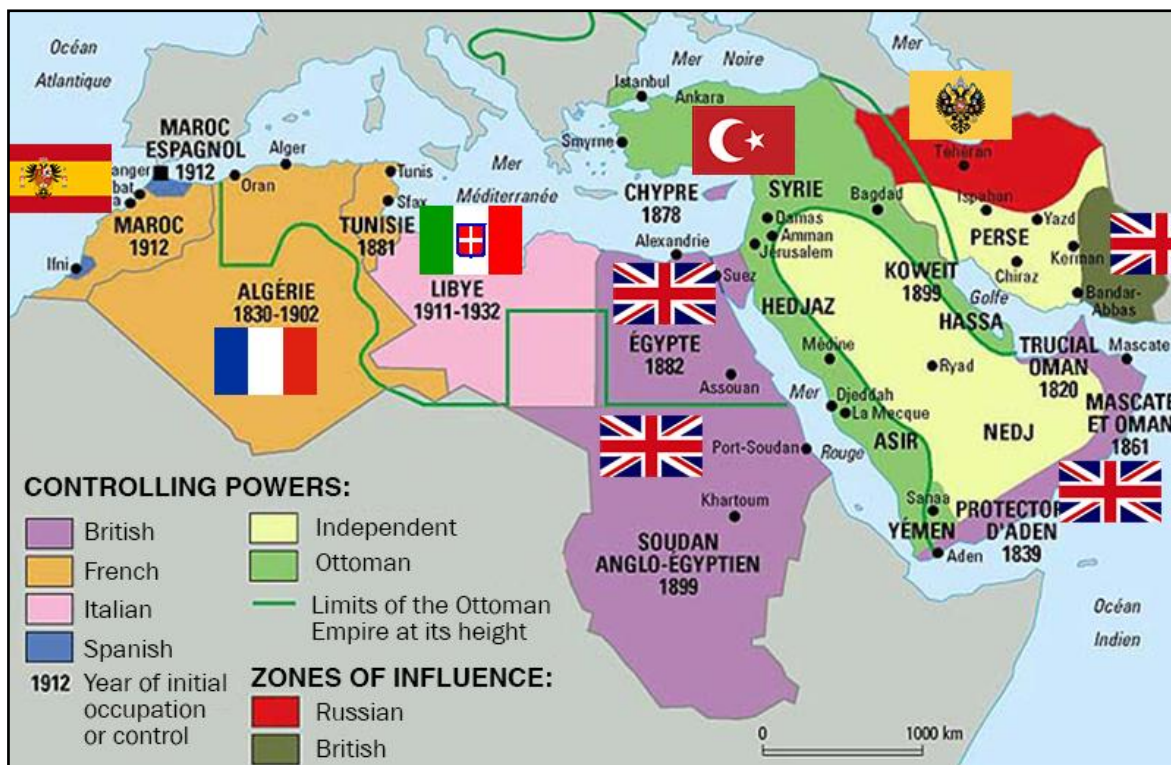 Océan
Atlantique
Mer Noire
Mer
Istanbul
Ankara
Smyrne
Téhéran
MAROC
ESPAGNOL
1912
Alger
Oran
Tunis
Sfax
Mer
Méditerranée
CHYPRE
1878
SYRIE
Bagdad
Ispahan
Yazd
anger
bat
a
MAROC
1912
TUNISIE
1881
Damas
Amman
Jérusalem
Alexandrie
Suez
PERSE
Kerman
Chiraz
Bandar-
Abbas
Ifni
ALGÉRIE
1830-1902
LIBYE
1911-1932
ÉGYPTE
1882
Assouan
HEDJAZ
KOWEIT
1899
Golfe
HASSA
Médine
Ryad
TRUCIAL
OMAN
1820
Mascate
MASCATE
ET OMAN
1861
Mer
Rouge
Djeddah
La Mecque
ASIR
NEDJ
Port-Soudan
Khartoum
SOUDAN
ANGLO-ÉGYPTIEN
1899
Sanaa
YÉMEN
Aden
PROTECTOR
D'ADEN
1839
Océan
Indien
CONTROLLING POWERS:
British
French
Italian
Spanish
1912 Year of initial
occupation
or control
Independent
Ottoman
Limits of the Ottoman
Empire at its height
ZONES OF INFLUENCE:
Russian
British
0 1000 km